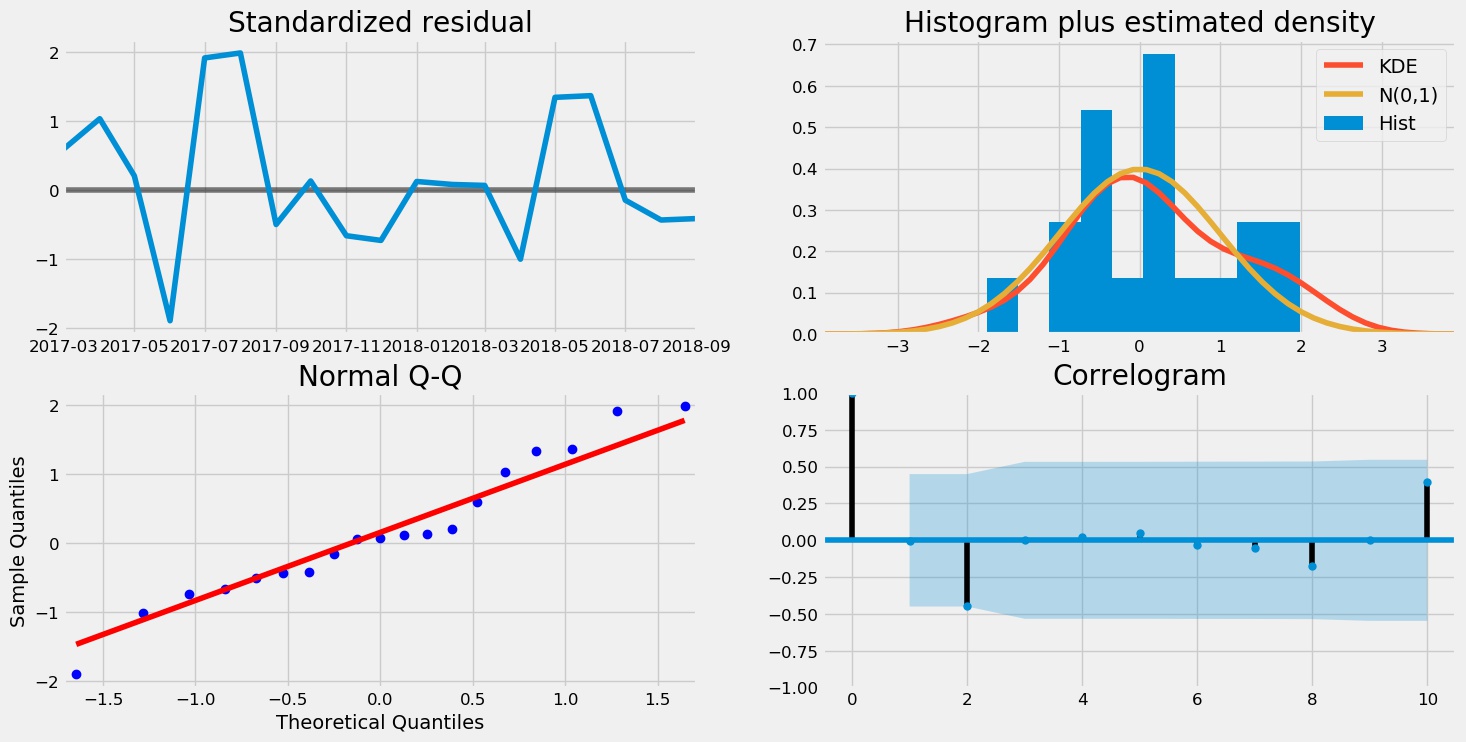 Standardized residual
2
1
0
−1
−2
2017-03 2017-05 2017-07 2017-09 2017-11 2018-01 2018-03 2018-05 2018-07 2018-09
Histogram plus estimated density
0.7
0.6
0.5
0.4
0.3
0.2
0.1
0.0
−3 −2 −1 0 1 2 3
KDE
N(0,1)
Hist
Normal Q-Q
Sample Quantiles
2
1
0
−1
−2
−1.5 −1.0 −0.5 0.0 0.5 1.0 1.5
Theoretical Quantiles
Correlogram
1.00
0.75
0.50
0.25
0.00
−0.25
−0.50
−0.75
−1.00
0 2 4 6 8 10